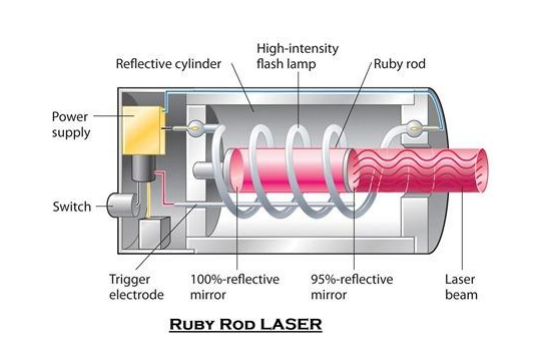 High-intensity
flash lamp
Reflective cylinder
Ruby rod
Power
supply
Switch
Trigger
electrode
100%-reflective
mirror
95%-reflective
mirror
Laser
beam
RUBY ROD LASER